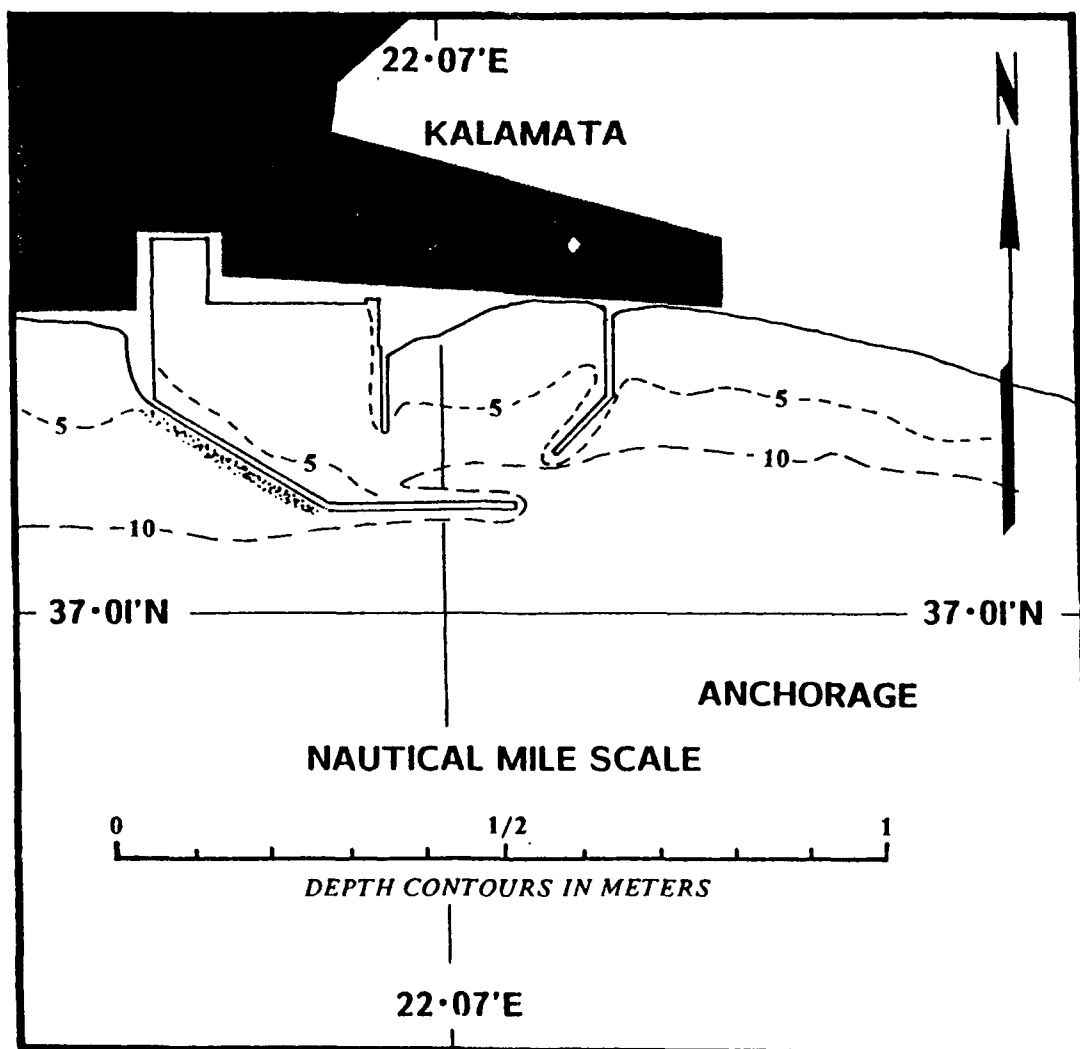 22•07'E
N
KALAMATA
5
5
5
5
10
10
37•01'N
37•01'N
ANCHORAGE
NAUTICAL MILE SCALE
0 1/2 1
DEPTH CONTOURS IN METERS
22•07'E